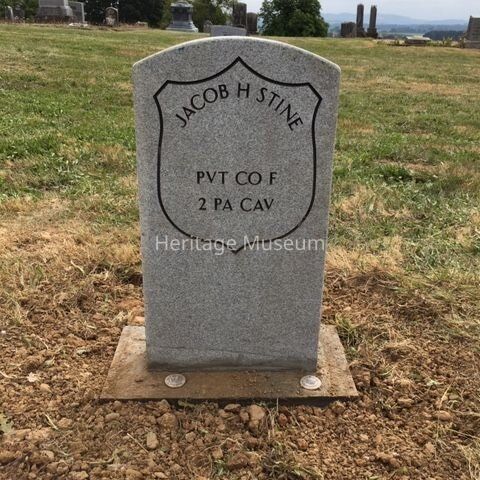 JACOB H STINE
PVT CO F
2 PA CAV
Heritage Museum